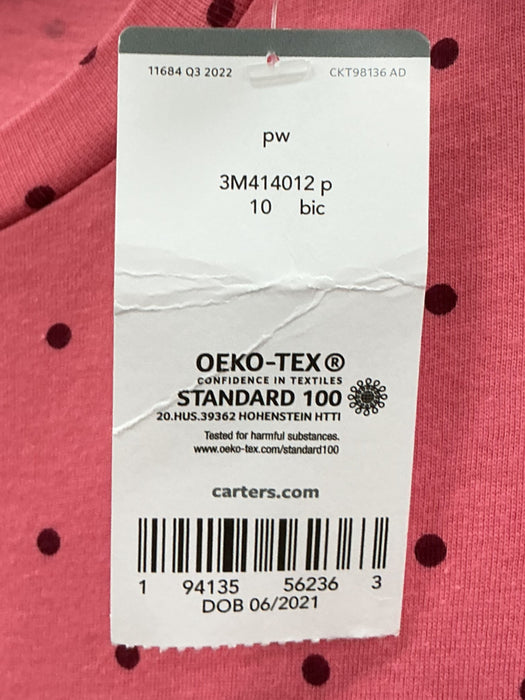 11684 Q3 2022 CKT98136 AD
pw
3M414012 p
10 bic
OEKO-TEX®
CONFIDENCE IN TEXTILES
STANDARD 100
20.HUS.39362 HOHENSTEIN HTTI
Tested for harmful substances.
www.oeko-tex.com/standard100
carters.com
1 94135 56236 3
DOB 06/2021